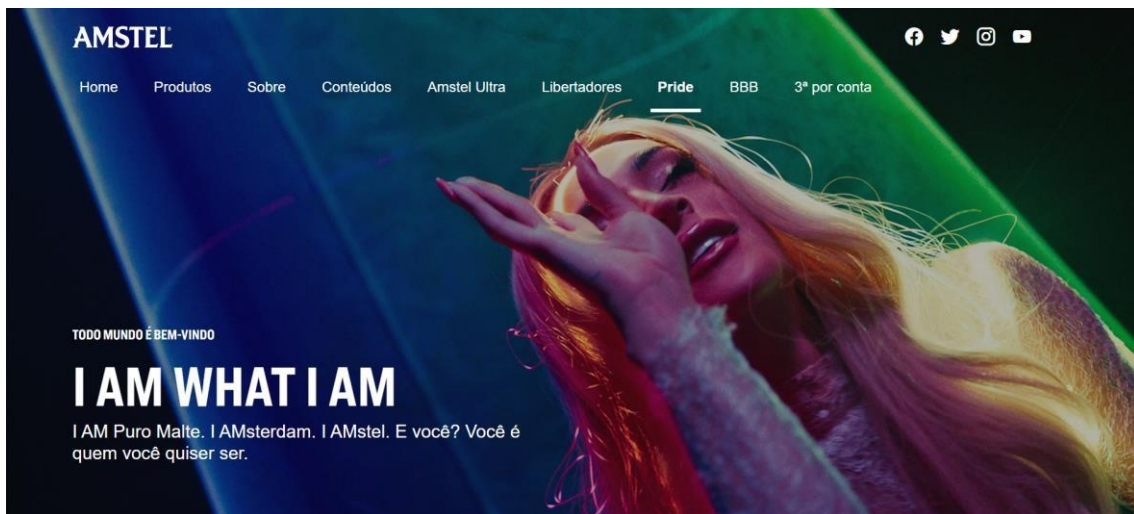 AMSTEL
Home Produtos Sobre Conteúdos Amstel Ultra Libertadores Pride BBB 3ª por conta
TODO MUNDO É BEM-VINDO
I AM WHAT I AM
I AM Puro Malte. I AMsterdam. I AMstel. E você? Você é
quem você quiser ser.